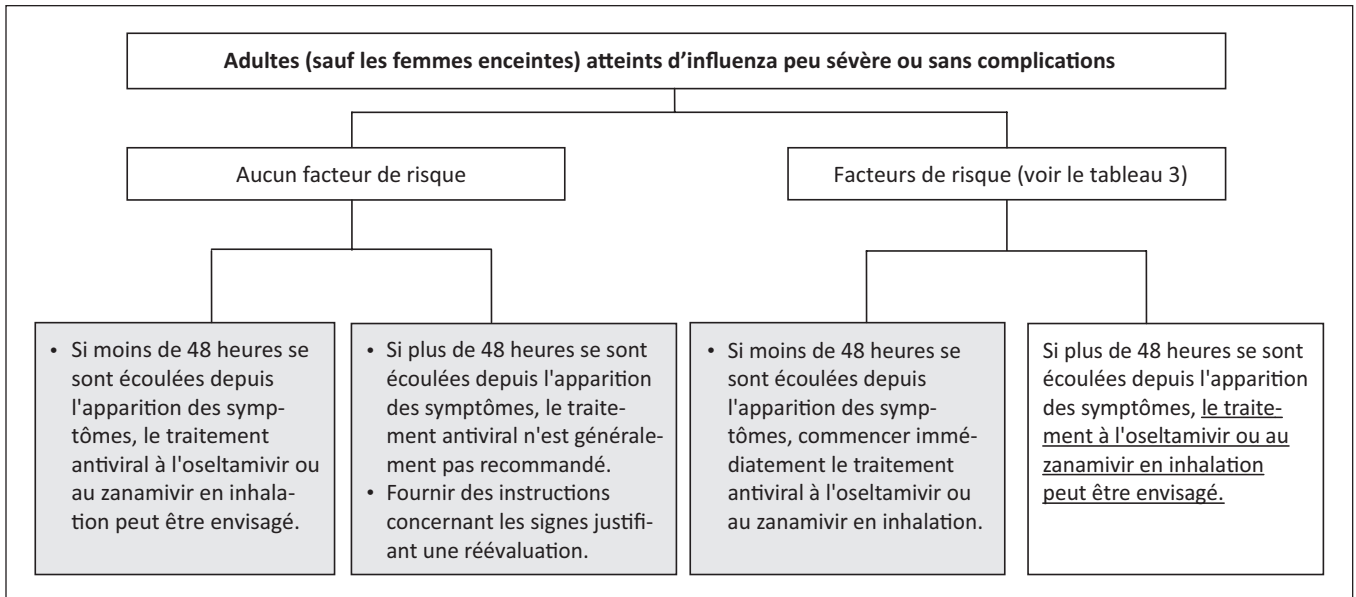 Adultes (sauf les femmes enceintes) atteints d’influenza peu sévère ou sans complications
Aucun facteur de risque
Facteurs de risque (voir le tableau 3)
• Si moins de 48 heures se
sont écoulées depuis
l'apparition des symp-
tômes, le traitement
antiviral à l'oseltamivir ou
au zanamivir en inhala-
tion peut être envisagé.
• Si plus de 48 heures se sont
écoulées depuis l'apparition
des symptômes, le traite-
ment antiviral n'est générale-
ment pas recommandé.
• Fournir des instructions
concernant les signes justifi-
ant une réévaluation.
• Si moins de 48 heures se
sont écoulées depuis
l'apparition des symp-
tômes, commencer immé-
diatement le traitement
antiviral à l'oseltamivir ou
au zanamivir en inhalation.
Si plus de 48 heures se sont
écoulées depuis l'apparition
des symptômes, le traite-
ment à l'oseltamivir ou au
zanamivir en inhalation
peut être envisagé.